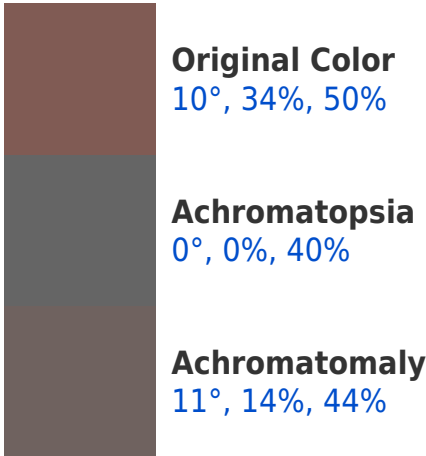 Original Color
10°, 34%, 50%
Achromatopsia
0°, 0%, 40%
Achromatomaly
11°, 14%, 44%